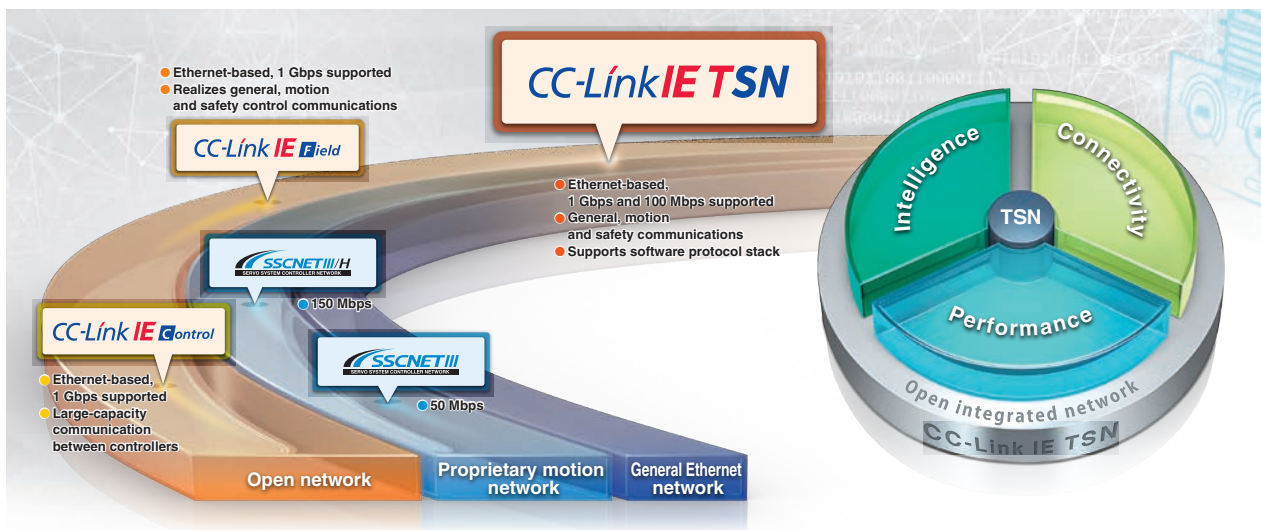 Ethernet-based, 1 Gbps supported
Realizes general, motion
and safety control communications
CC-Link IE Field
CC-Link IE TSN
Ethernet-based,
1 Gbps and 100 Mbps supported
General, motion
and safety communications
Supports software protocol stack
SSCNETIII/H
SERVO SYSTEM CONTROLLER NETWORK
150 Mbps
CC-Link IE Control
Ethernet-based,
1 Gbps supported
Large-capacity
communication
between controllers
SSCNETIII
SERVO SYSTEM CONTROLLER NETWORK
50 Mbps
Open network
Proprietary motion
network
General Ethernet
network
Intelligence
Connectivity
TSN
Performance
Open integrated network
CC-Link IE TSN